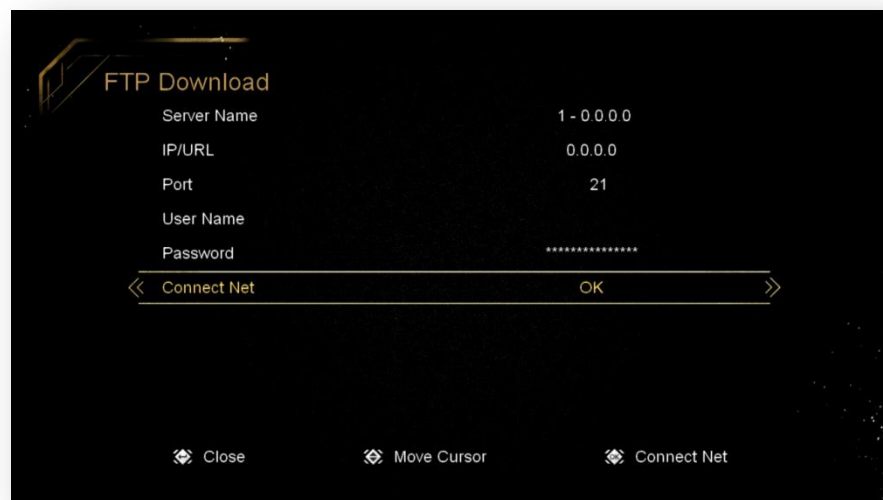 FTP Download
Server Name 1 - 0.0.0.0
IP/URL 0.0.0.0
Port 21
User Name
Password ***************
Connect Net OK
Close Move Cursor Connect Net